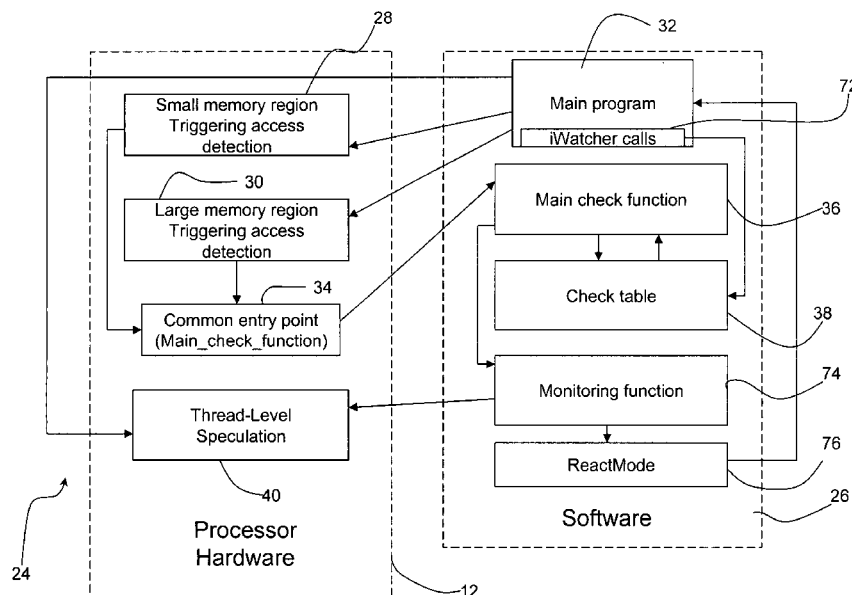 28
32
72
Small memory region
Triggering access
detection
Main program
iWatcher calls
30
Large memory region
Triggering access
detection
Main check function
36
34
Common entry point
(Main_check_function)
Check table
38
Thread-Level
Speculation
40
Monitoring function
74
ReactMode
76
Processor
Hardware
Software
26
24
12